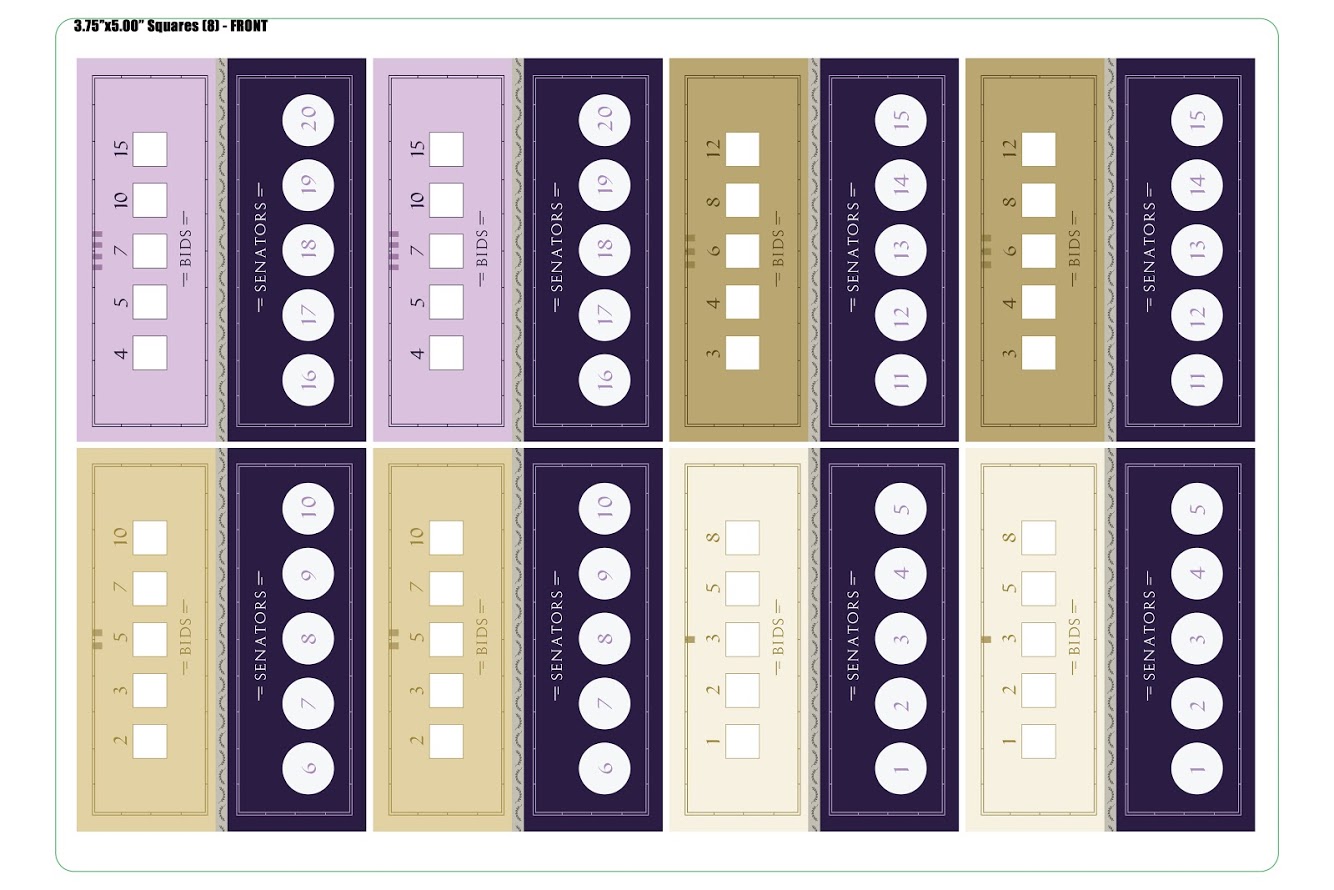 3.75”x5.00” Squares (8) - FRONT
4 5 7 10 15
BIDS
SENATORS
16 17 18 19 20
4 5 7 10 15
BIDS
SENATORS
16 17 18 19 20
3 4 6 8 12
BIDS
SENATORS
11 12 13 14 15
3 4 6 8 12
BIDS
SENATORS
11 12 13 14 15
2 3 5 7 10
BIDS
SENATORS
6 7 8 9 10
2 3 5 7 10
BIDS
SENATORS
6 7 8 9 10
1 2 3 5 8
BIDS
SENATORS
1 2 3 4 5
1 2 3 5 8
BIDS
SENATORS
1 2 3 4 5